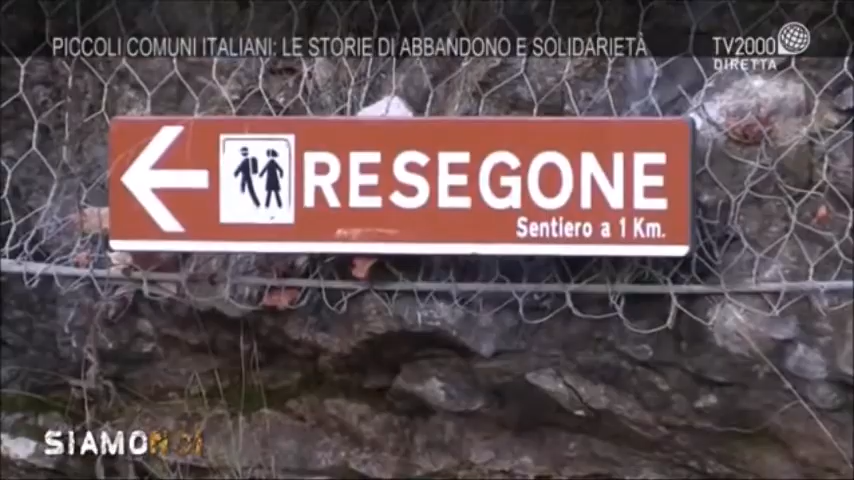 PICCOLI COMUNI ITALIANI: LE STORIE DI ABBANDONO E SOLIDARIETÀ
TV2000
DIRETTA
RESEGONE
Sentiero a 1 Km.
SIAMO NOI